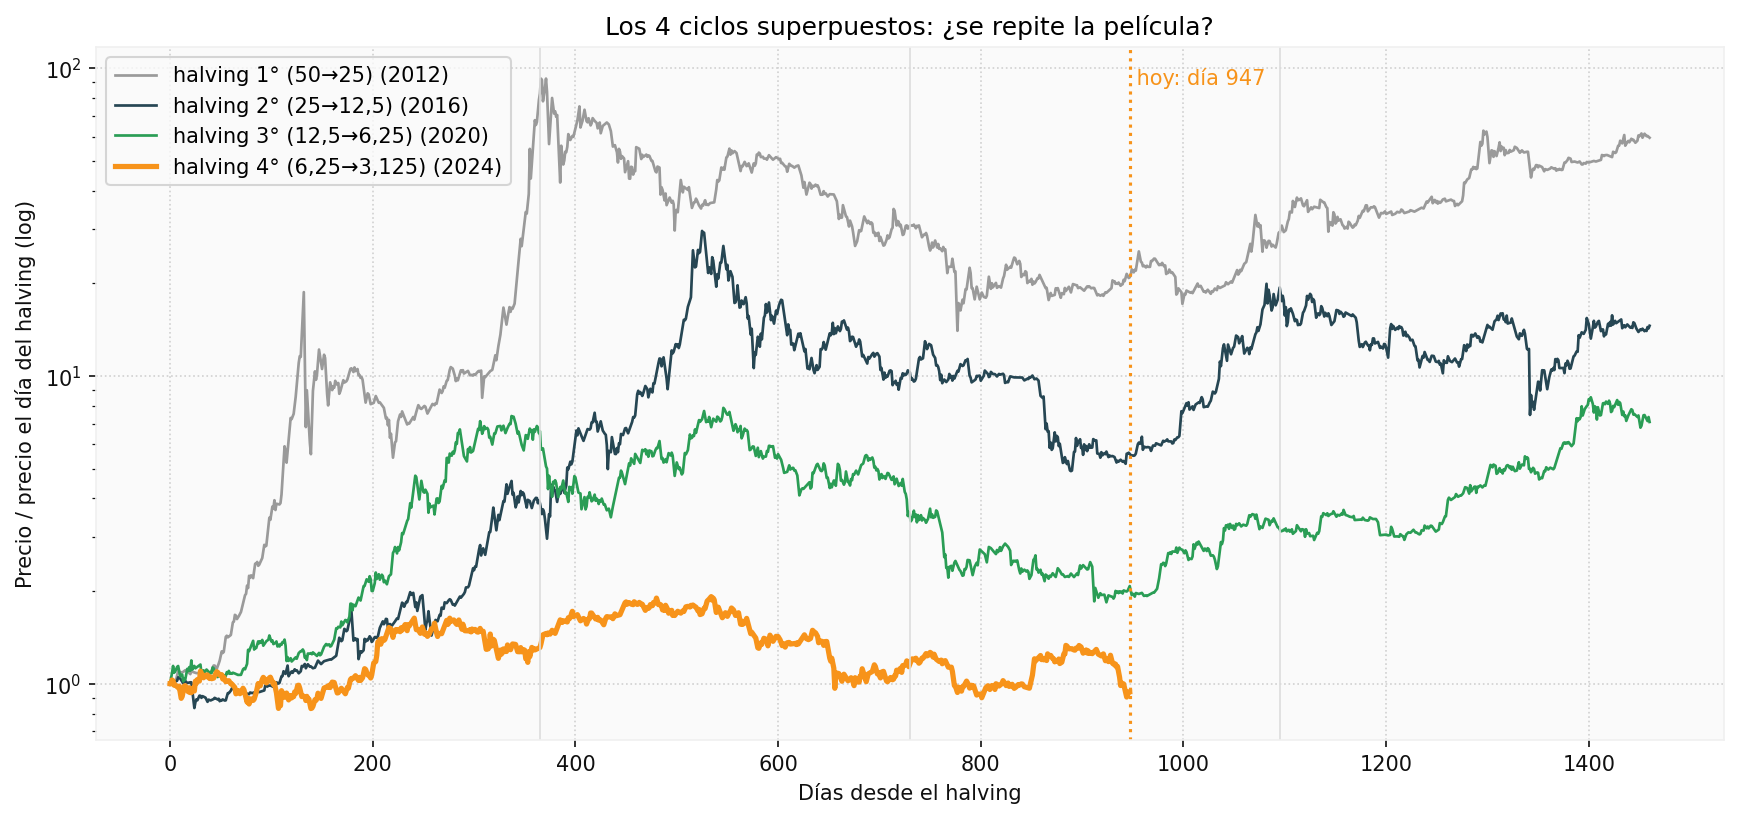 Los 4 ciclos superpuestos: ¿se repite la película?
halving 1° (50→25) (2012)
halving 2° (25→12,5) (2016)
halving 3° (12,5→6,25) (2020)
halving 4° (6,25→3,125) (2024)
hoy: día 947
Precio / precio el día del halving (log)
10²
10¹
10⁰
0 200 400 600 800 1000 1200 1400
Días desde el halving